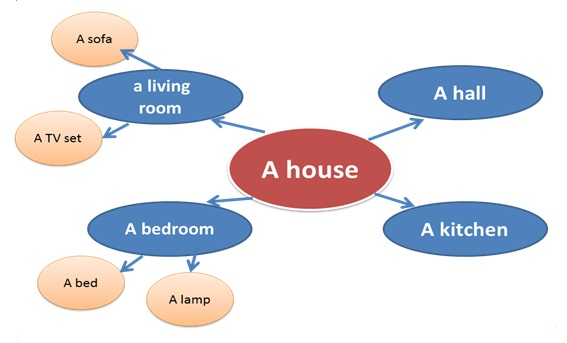 A sofa
a living
room
A hall
A TV set
A house
A bedroom
A kitchen
A bed
A lamp